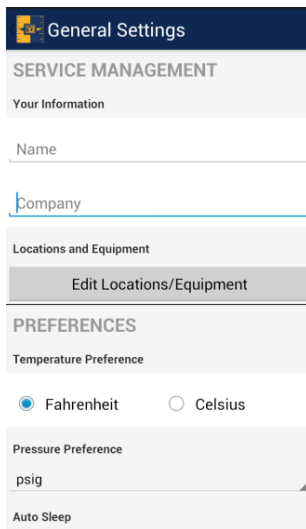 General Settings
SERVICE MANAGEMENT
Your Information
Name
Company
Locations and Equipment
Edit Locations/Equipment
PREFERENCES
Temperature Preference
Fahrenheit Celsius
Pressure Preference
psig
Auto Sleep